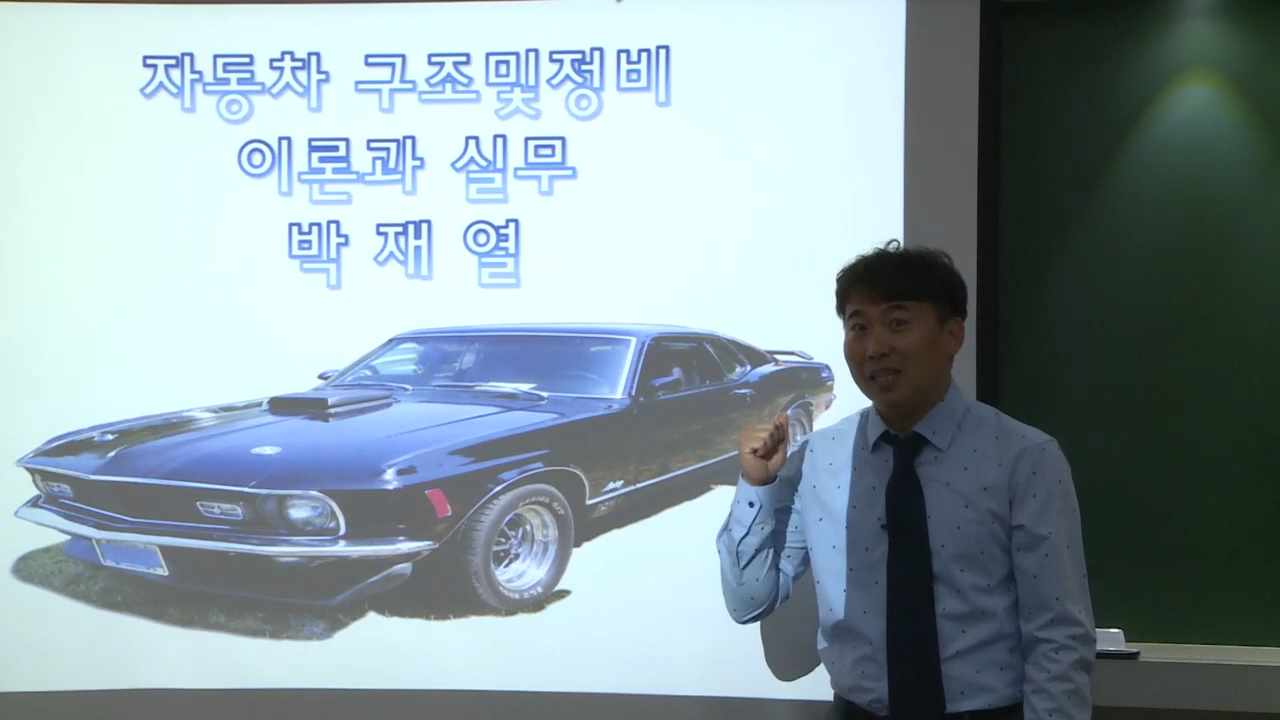 자동차 구조및정비
이론과 실무
박 재 열